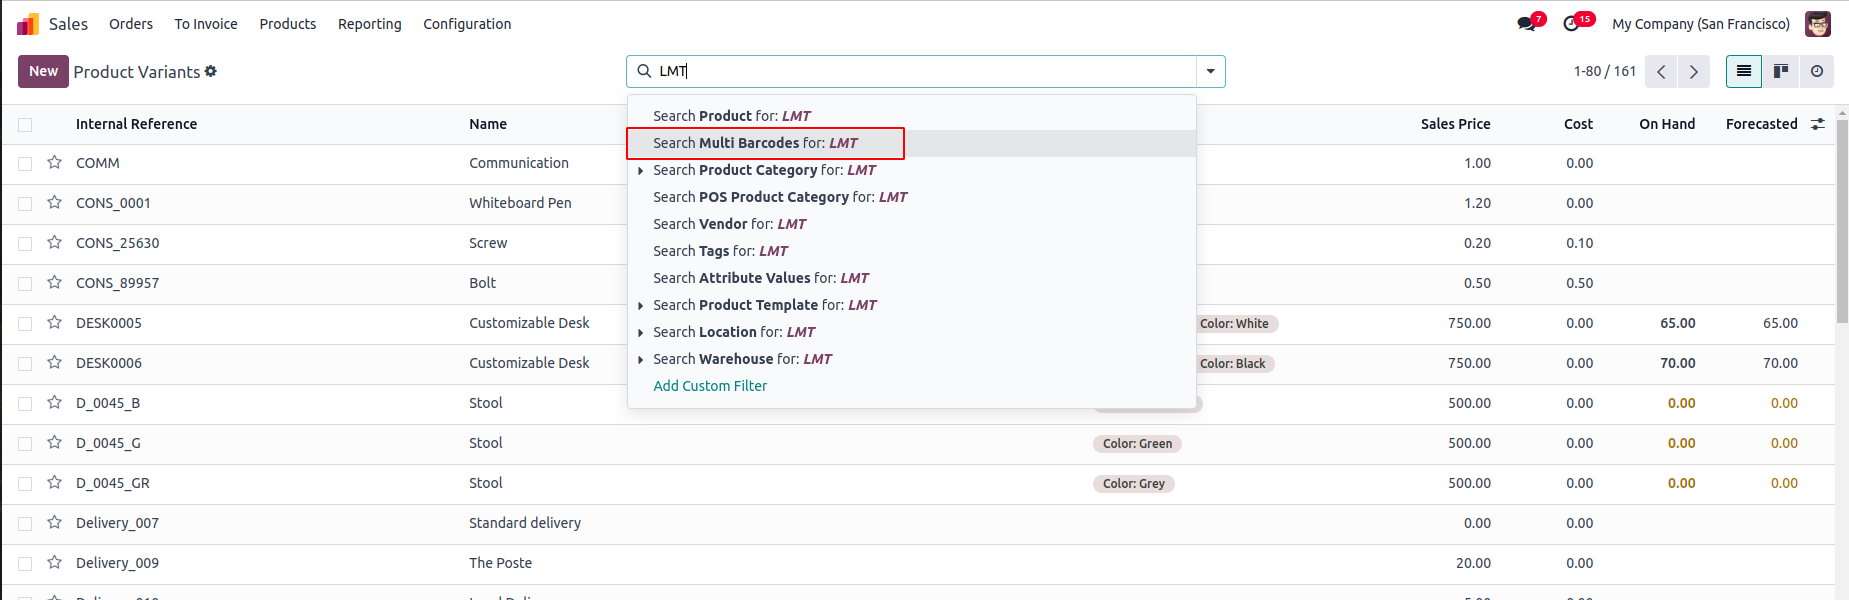 Sales Orders To Invoice Products Reporting Configuration 7 15 My Company (San Francisco)
New Product Variants LMT 1-80 / 161
Internal Reference Name Sales Price Cost On Hand Forecasted
Search Product for: LMT
Search Multi Barcodes for: LMT
Search Product Category for: LMT
Search POS Product Category for: LMT
Search Vendor for: LMT
Search Tags for: LMT
Search Attribute Values for: LMT
Search Product Template for: LMT
Search Location for: LMT
Search Warehouse for: LMT
Add Custom Filter
COMM Communication 1.00 0.00
CONS_0001 Whiteboard Pen 1.20 0.00
CONS_25630 Screw 0.20 0.10
CONS_89957 Bolt 0.50 0.50
DESK0005 Customizable Desk Color: White 750.00 0.00 65.00 65.00
DESK0006 Customizable Desk Color: Black 750.00 0.00 70.00 70.00
D_0045_B Stool 500.00 0.00 0.00 0.00
D_0045_G Stool Color: Green 500.00 0.00 0.00 0.00
D_0045_GR Stool Color: Grey 500.00 0.00 0.00 0.00
Delivery_007 Standard delivery 0.00 0.00
Delivery_009 The Poste 20.00 0.00